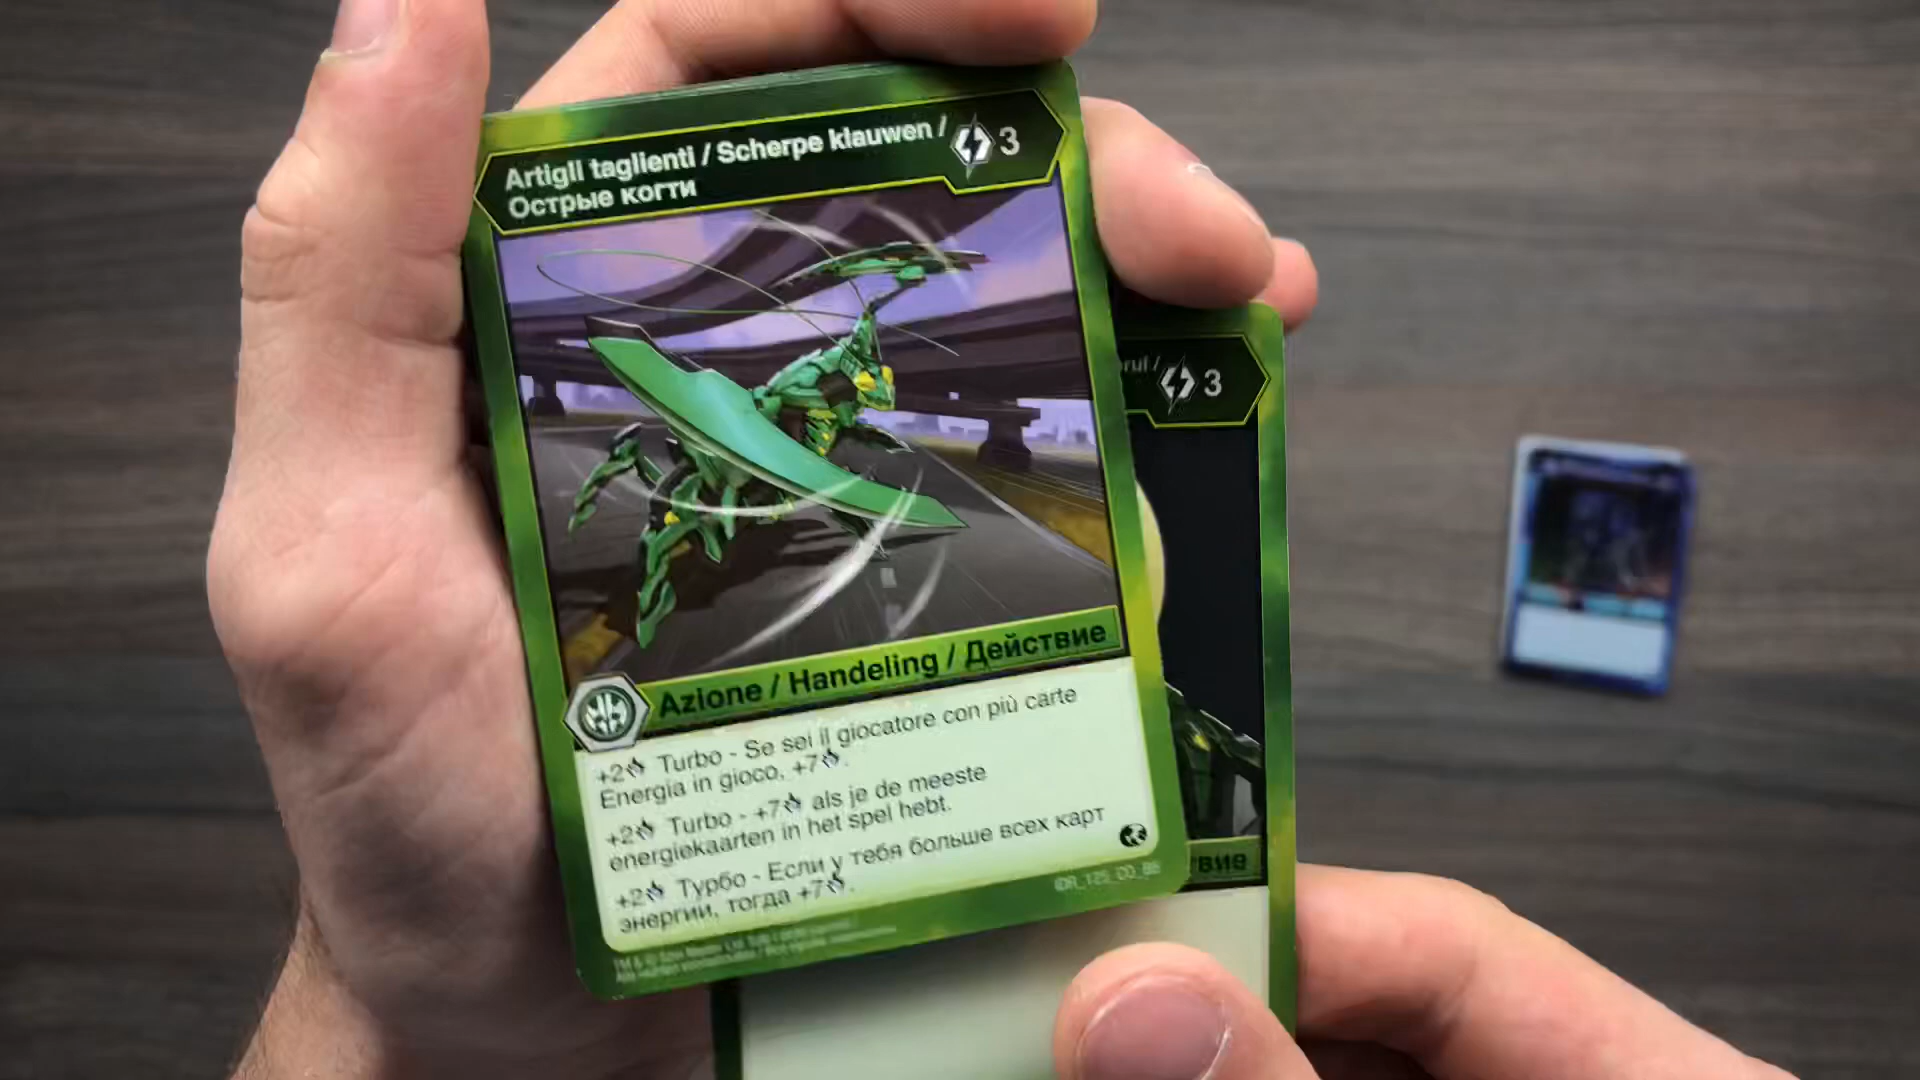 Artigli taglienti / Scherpe klauwen /
Острые когти
3
Azione / Handeling / Действие
+2 Turbo - Se sei il giocatore con più carte
Energia in gioco, +7.
+2 Turbo - +7 als je de meeste
energiekaarten in het spel hebt.
+2 Турбо - Если у тебя больше всех карт
энергии, тогда +7.
3